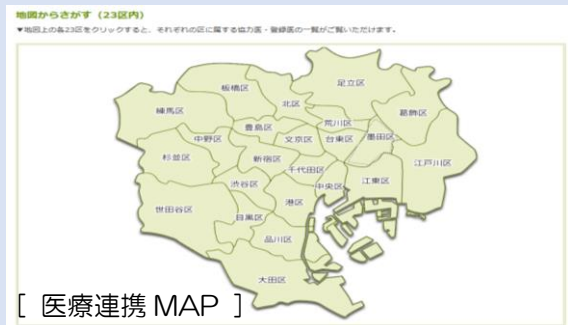 地図からさがす（23区内）
▼地図上の各23区をクリックすると、それぞれの区に属する協力医・登録医の一覧がご覧いただけます。
足立区
板橋区
北区
葛飾区
練馬区
荒川区
豊島区
中野区
文京区
台東区
墨田区
杉並区
新宿区
江戸川区
千代田区
渋谷区
中央区
江東区
世田谷区
港区
目黒区
品川区
大田区
[ 医療連携 MAP ]